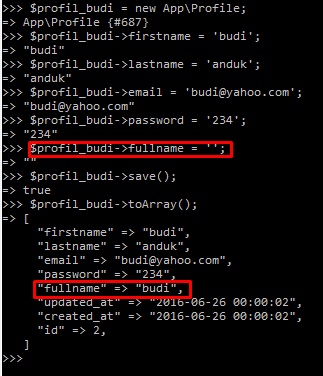 >>> $profil_budi = new App\Profile;
=> App\Profile {#687}
>>> $profil_budi->firstname = 'budi';
=> "budi"
>>> $profil_budi->lastname = 'anduk';
=> "anduk"
>>> $profil_budi->email = 'budi@yahoo.com';
=> "budi@yahoo.com"
>>> $profil_budi->password = '234';
=> "234"
>>> $profil_budi->fullname = '';
=> ""
>>> $profil_budi->save();
=> true
>>> $profil_budi->toArray();
=> [
"firstname" => "budi",
"lastname" => "anduk",
"email" => "budi@yahoo.com",
"password" => "234",
"fullname" => "budi",
"updated_at" => "2016-06-26 00:00:02",
"created_at" => "2016-06-26 00:00:02",
"id" => 2,
]
>>>